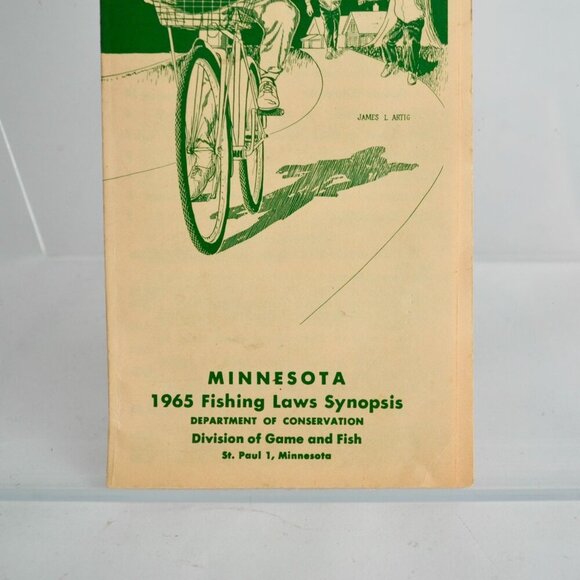 JAMES L ARTIG
MINNESOTA
1965 Fishing Laws Synopsis
DEPARTMENT OF CONSERVATION
Division of Game and Fish
St. Paul 1, Minnesota